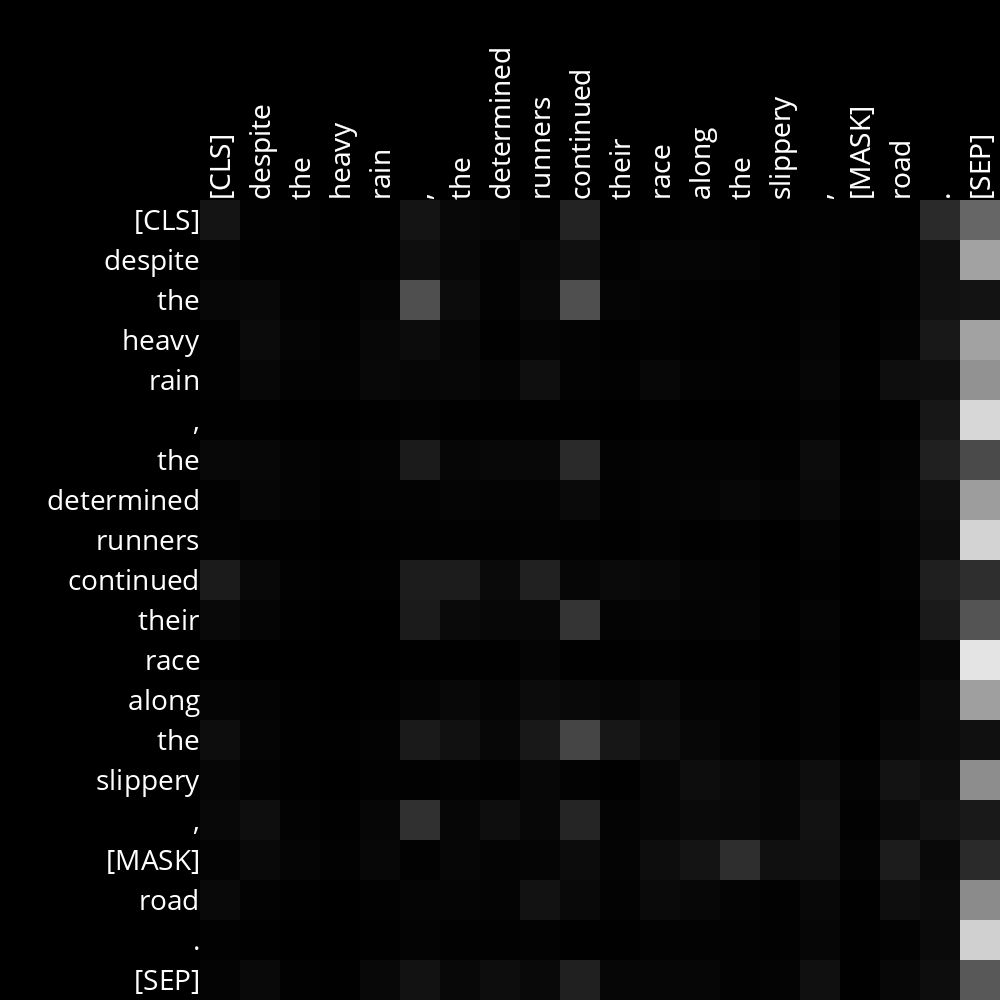 [CLS] despite the heavy rain , the determined runners continued their race along the slippery , [MASK] road . [SEP]
[CLS]
despite
the
heavy
rain
,
the
determined
runners
continued
their
race
along
the
slippery
,
[MASK]
road
.
[SEP]